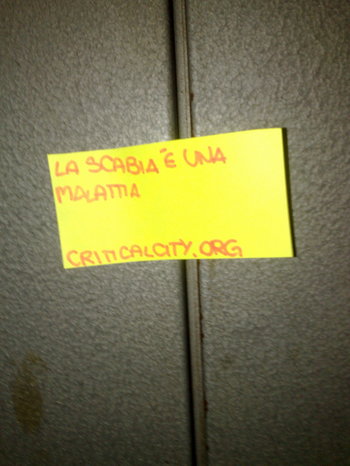 LA SCABIA È UNA
MALATTIA
CRITICALCITY.ORG